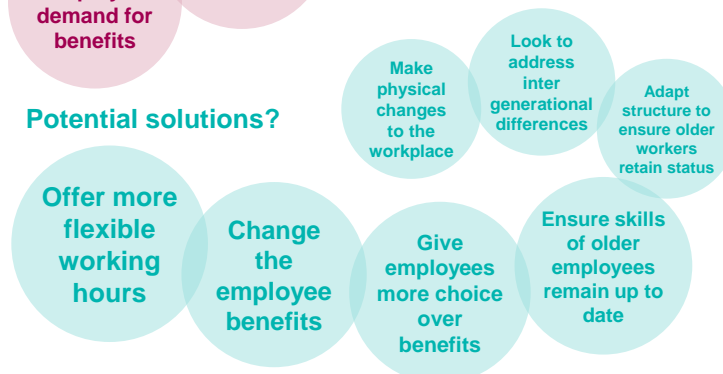 demand for
benefits
Potential solutions?
Offer more
flexible
working
hours
Change
the
employee
benefits
Give
employees
more choice
over
benefits
Ensure skills
of older
employees
remain up to
date
Adapt
structure to
ensure older
workers
retain status
Look to
address
inter
generational
differences
Make
physical
changes
to the
workplace